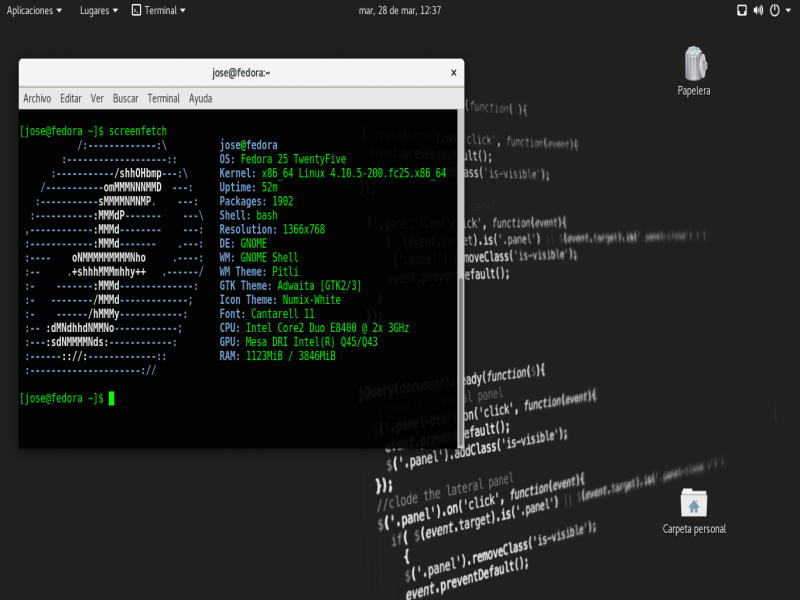 Aplicaciones Lugares Terminal mar, 28 de mar, 12:37
jose@fedora:~ x
Archivo Editar Ver Buscar Terminal Ayuda
[jose@fedora ~]$ screenfetch
/:-------------:\ jose@fedora
:-------------------:: OS: Fedora 25 TwentyFive
:-----------/shhOHbmp---:\ Kernel: x86_64 Linux 4.10.5-200.fc25.x86_64
/-----------omMMMNNNMMD ---: Uptime: 52m
:-----------sMMMMNMNMP. ---: Packages: 1902
:-----------:MMMdP------- ---\ Shell: bash
,------------:MMMd-------- ---: Resolution: 1366x768
:------------:MMMd------- .---: DE: GNOME
:---- oNMMMMMMMMMNho .----: WM: GNOME Shell
:-- .+shhhMMMmhhy++ .------/ WM Theme: Pitli
:- -------:MMMd--------------: GTK Theme: Adwaita [GTK2/3]
:- --------/MMMd-------------; Icon Theme: Numix-White
:- ------/hMMMy------------: Font: Cantarell 11
:-- :dMNdhhdNMMNo------------; CPU: Intel Core2 Duo E8400 @ 2x 3GHz
:---:sdNMMMMNds:------------: GPU: Mesa DRI Intel(R) Q45/Q43
:------:://:-------------:: RAM: 1123MiB / 3846MiB
:---------------------://
[jose@fedora ~]$
Papelera
Carpeta personal
(function( ){
click', function(event){
lt();
ass('is-visible');
ck', function(event){
(event.target).is('.panel') || $(event.target).is('.panel-close')
moveClass('is-visible');
efault();
jQuery(document).ready(function($){
al panel
$('.panel-btn').on('click', function(event){
event.preventDefault();
$('.panel').addClass('is-visible');
});
//clode the lateral panel
$('.panel').on('click', function(event){
if( $(event.target).is('.panel') || $(event.target).is('.panel-close')
{
$('.panel').removeClass('is-visible');
event.preventDefault();